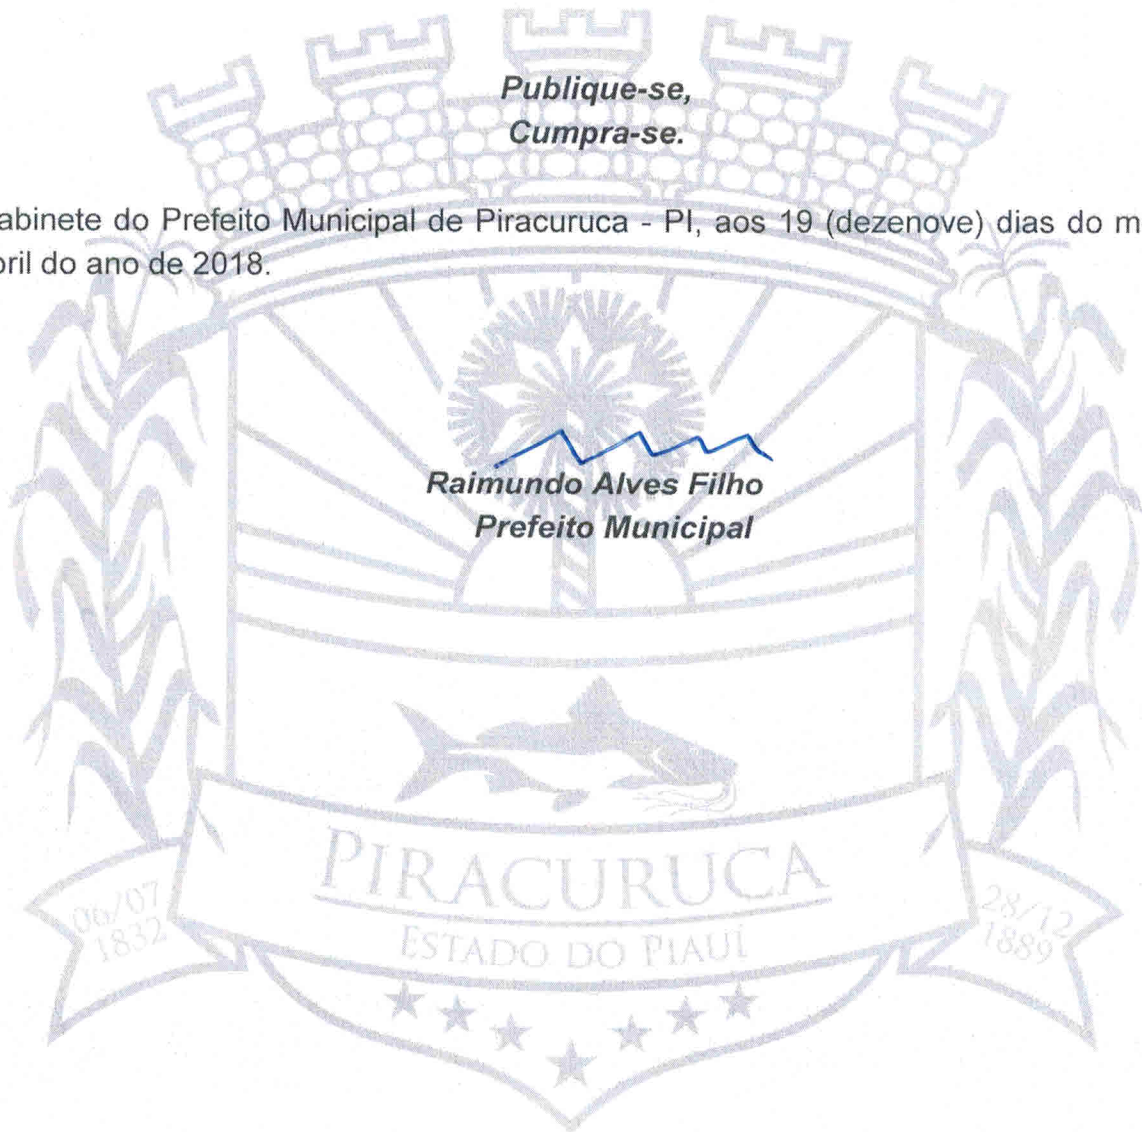 Publique-se,
Cumpra-se.
abinete do Prefeito Municipal de Piracuruca - PI, aos 19 (dezenove) dias do m
bril do ano de 2018.
Raimundo Alves Filho
Prefeito Municipal
PIRACURUCA
06/07
1832
28/12
1889
ESTADO DO PIAUÍ